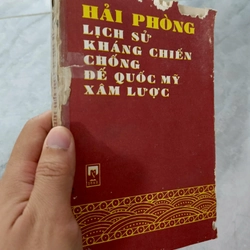 HẢI PHÒNG
LỊCH SỬ
KHÁNG CHIẾN
CHỐNG
ĐẾ QUỐC MỸ
XÂM LƯỢC